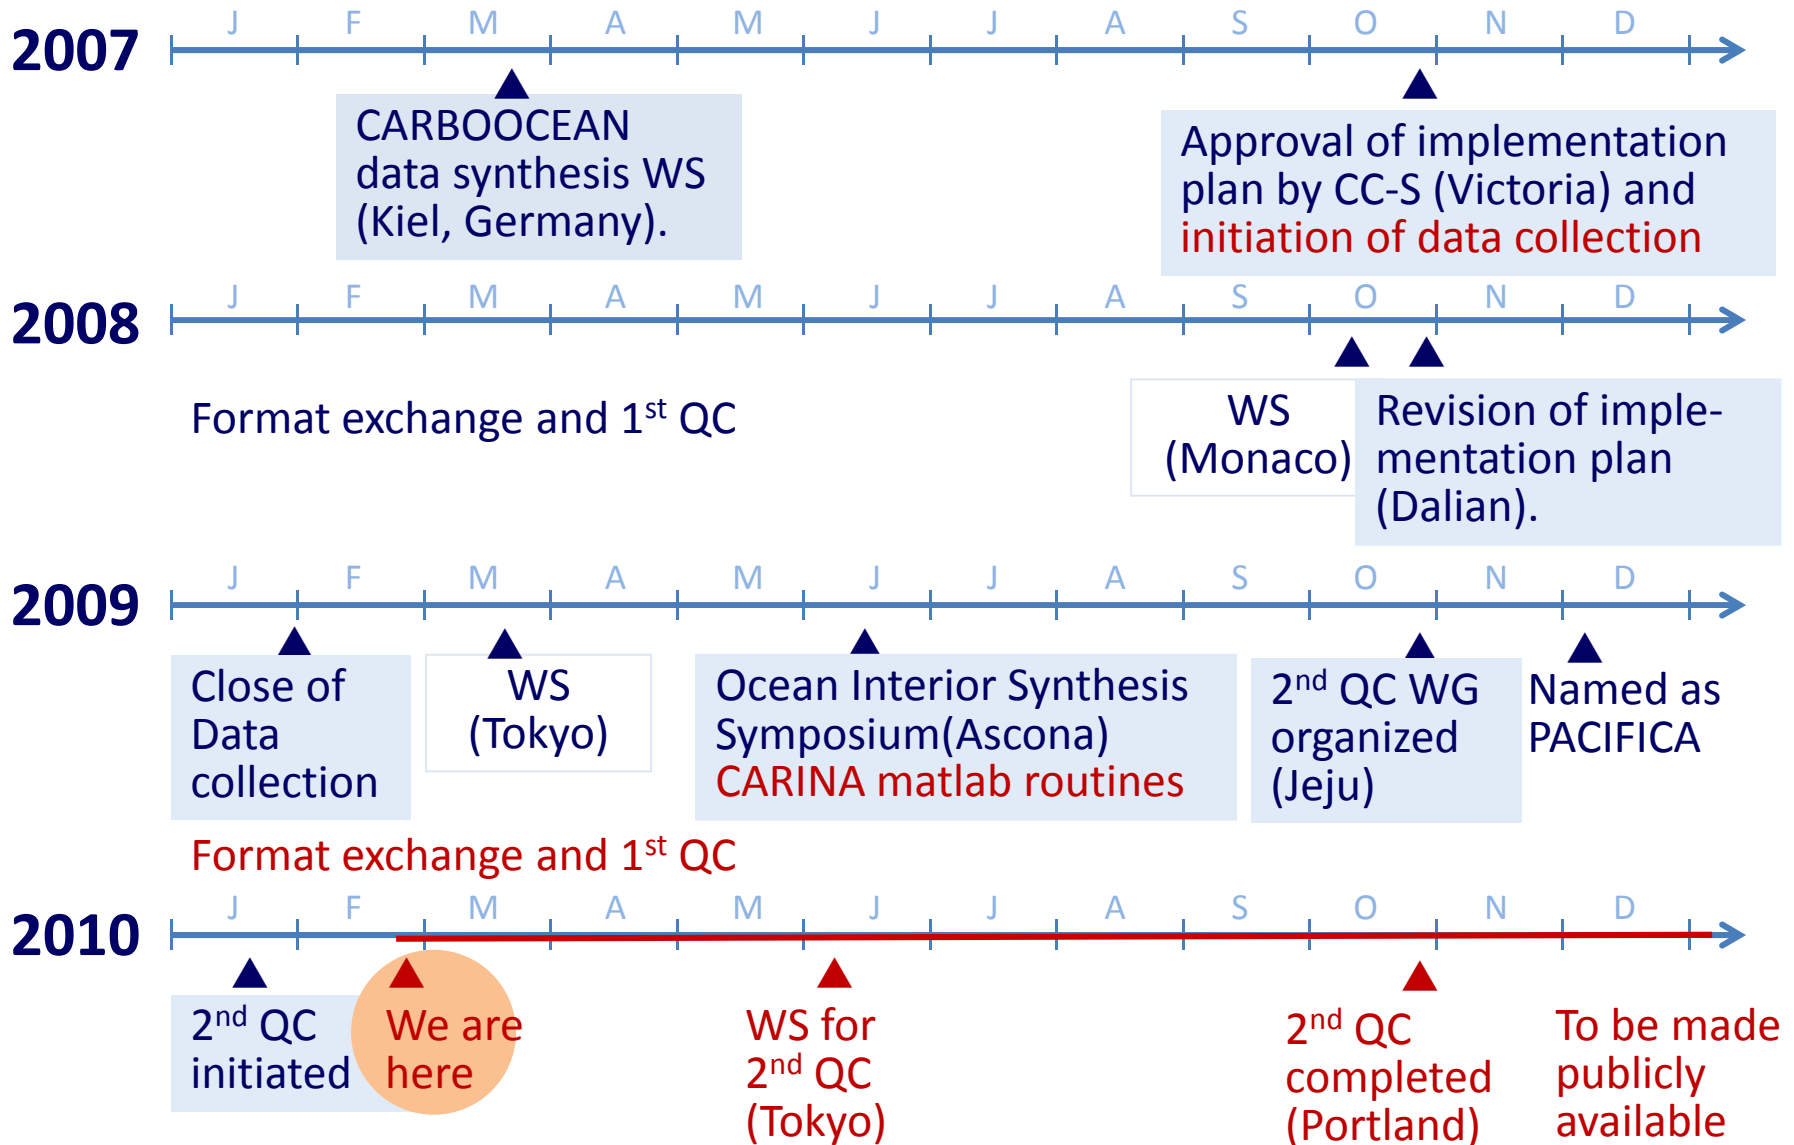 2007 J F M A M J J A S O N D
CARBOOCEAN
data synthesis WS
(Kiel, Germany).
Approval of implementation
plan by CC-S (Victoria) and
initiation of data collection
2008 J F M A M J J A S O N D
Format exchange and 1st QC
WS
(Monaco)
Revision of imple-
mentation plan
(Dalian).
2009 J F M A M J J A S O N D
Close of
Data
collection
WS
(Tokyo)
Ocean Interior Synthesis
Symposium(Ascona)
CARINA matlab routines
2nd QC WG
organized
(Jeju)
Named as
PACIFICA
Format exchange and 1st QC
2010 J F M A M J J A S O N D
2nd QC
initiated
We are
here
WS for
2nd QC
(Tokyo)
2nd QC
completed
(Portland)
To be made
publicly
available